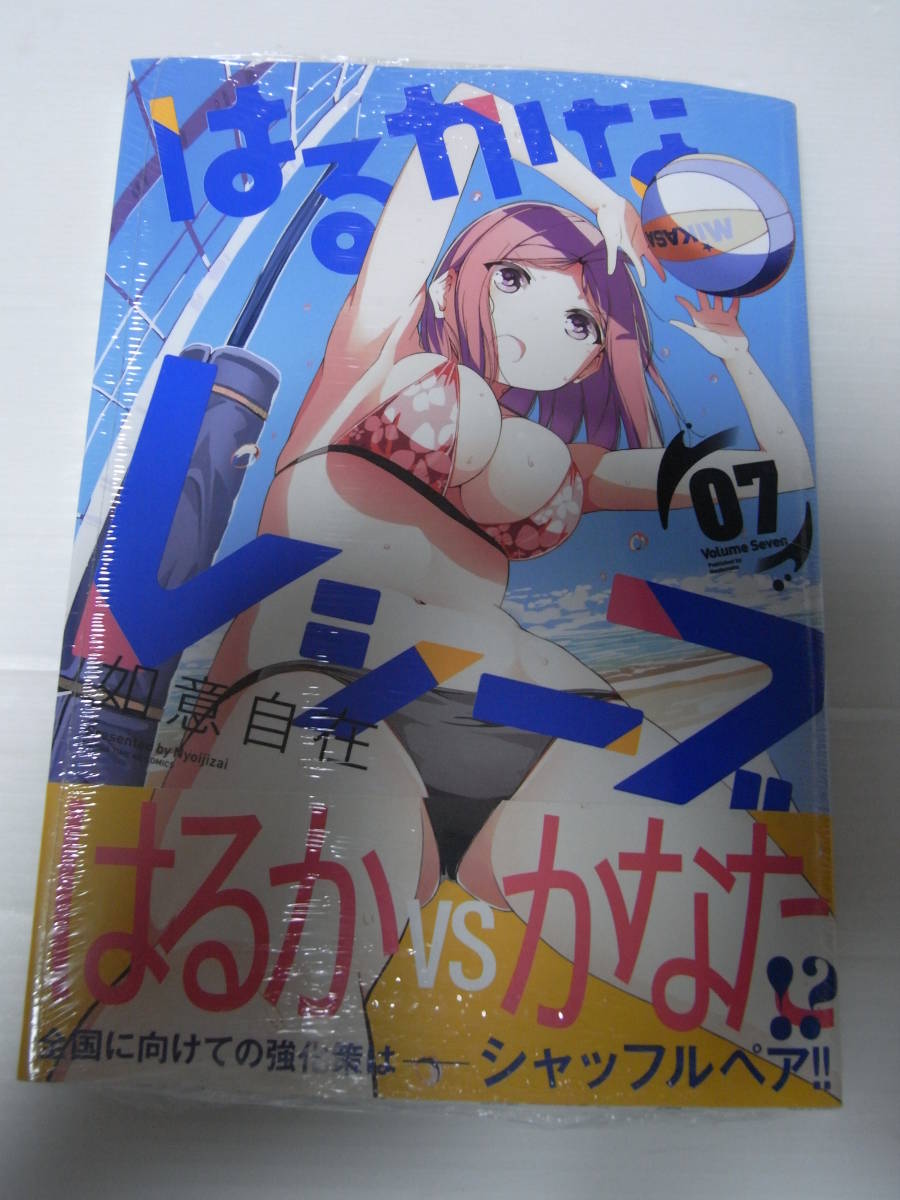 はるかな
MIKASA
レシーブ
07
Volume Seven
如意自在
Presented by Nyoijizai
COMICS
はるか VS かなた!?
全国に向けての強化策は――シャッフルペア!!